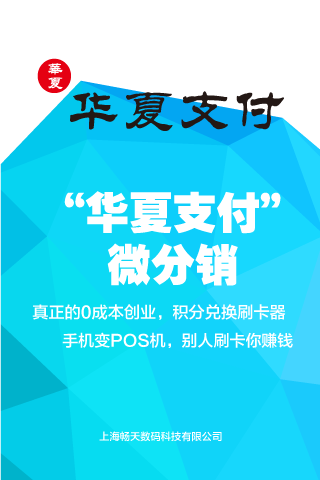 華夏
华夏支付
“华夏支付”
微分销
真正的0成本创业，积分兑换刷卡器
手机变POS机，别人刷卡你赚钱
上海畅天数码科技有限公司